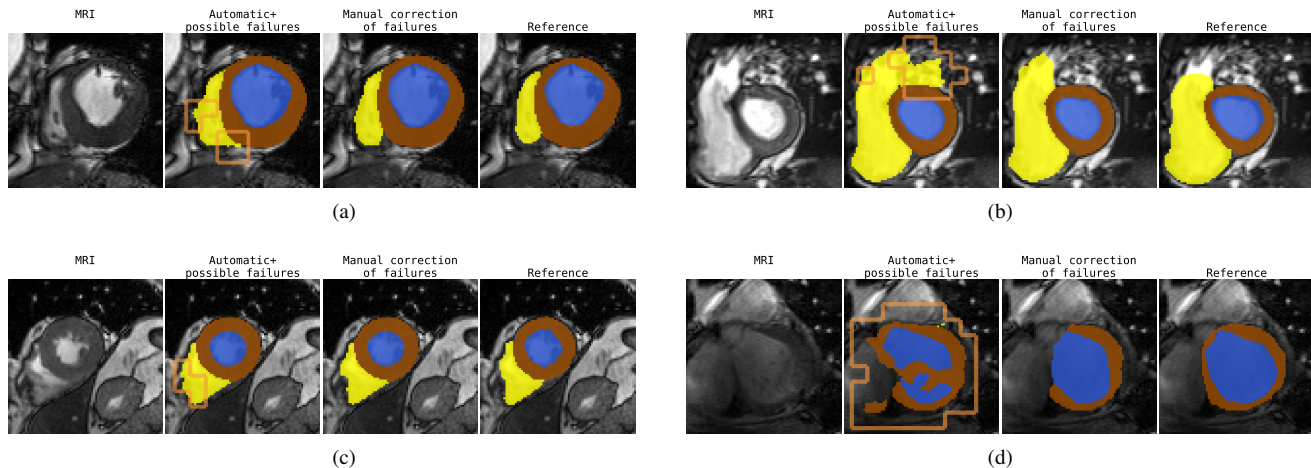 MRI
Automatic+
possible failures
Manual correction
of failures
Reference
MRI
Automatic+
possible failures
Manual correction
of failures
Reference
(a)
(b)
MRI
Automatic+
possible failures
Manual correction
of failures
Reference
MRI
Automatic+
possible failures
Manual correction
of failures
Reference
(c)
(d)